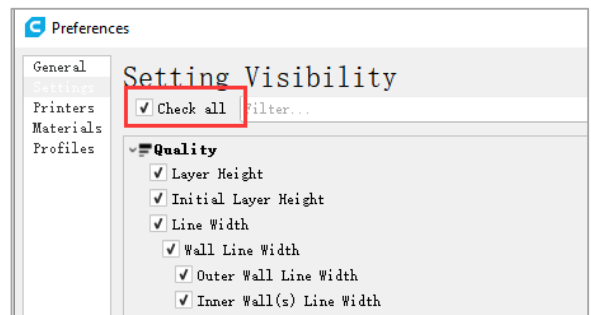 Preferences
General
Settings
Printers
Materials
Profiles
Setting Visibility
Check all
Filter...
Quality
Layer Height
Initial Layer Height
Line Width
Wall Line Width
Outer Wall Line Width
Inner Wall(s) Line Width